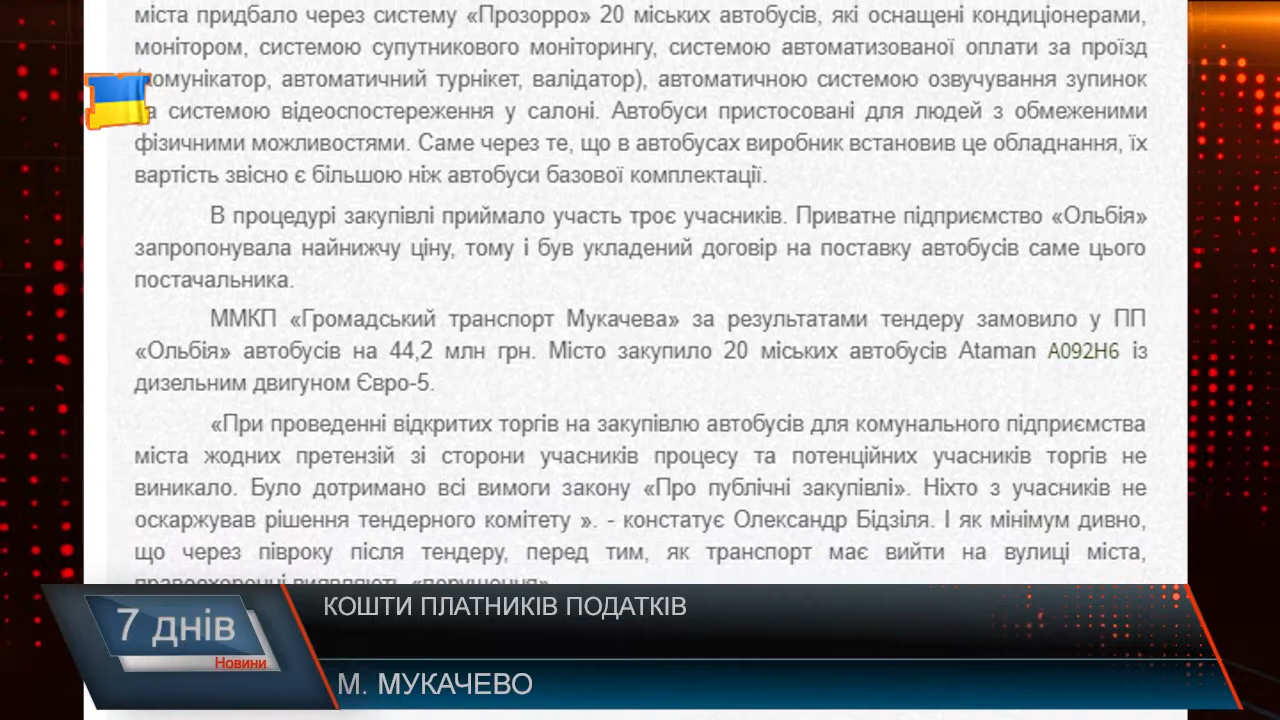 міста придбало через систему «Прозорро» 20 міських автобусів, які оснащені кондиціонерами,
монітором, системою супутникового моніторингу, системою автоматизованої оплати за проїзд
(комунікатор, автоматичний турнікет, валідатор), автоматичною системою озвучування зупинок
та системою відеоспостереження у салоні. Автобуси пристосовані для людей з обмеженими
фізичними можливостями. Саме через те, що в автобусах виробник встановив це обладнання, їх
вартість звісно є більшою ніж автобуси базової комплектації.
В процедурі закупівлі приймало участь троє учасників. Приватне підприємство «Ольбія»
запропонувала найнижчу ціну, тому і був укладений договір на поставку автобусів саме цього
постачальника.
ММКП «Громадський транспорт Мукачева» за результатами тендеру замовило у ПП
«Ольбія» автобусів на 44,2 млн грн. Місто закупило 20 міських автобусів Ataman А092Н6 із
дизельним двигуном Євро-5.
«При проведенні відкритих торгів на закупівлю автобусів для комунального підприємства
міста жодних претензій зі сторони учасників процесу та потенційних учасників торгів не
виникало. Було дотримано всі вимоги закону «Про публічні закупівлі». Ніхто з учасників не
оскаржував рішення тендерного комітету ». - констатує Олександр Бідзіля. І як мінімум дивно,
що через півроку після тендеру, перед тим, як транспорт має вийти на вулиці міста,
правоохоронці виявляють «порушення»
КОШТИ ПЛАТНИКІВ ПОДАТКІВ
7 днів
Новини
М. МУКАЧЕВО